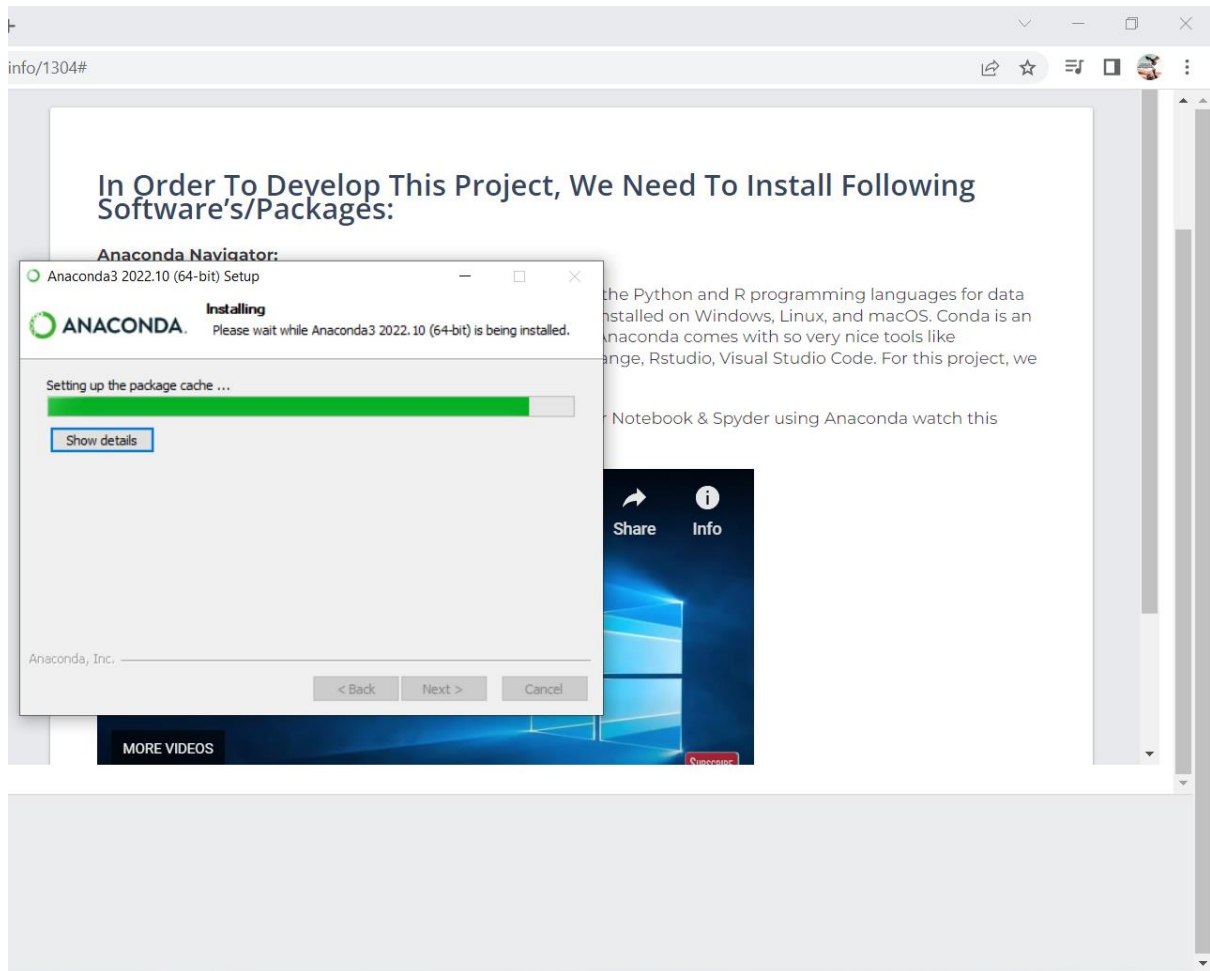 info/1304#
In Order To Develop This Project, We Need To Install Following
Software's/Packages:
Anaconda Navigator:
Anaconda3 2022.10 (64-bit) Setup
ANACONDA.
Installing
Please wait while Anaconda3 2022.10 (64-bit) is being installed.
Setting up the package cache ...
Show details
Anaconda, Inc.
< Back
Next >
Cancel
the Python and R programming languages for data
nstalled on Windows, Linux, and macOS. Conda is an
Anaconda comes with so very nice tools like
ange, Rstudio, Visual Studio Code. For this project, we
r Notebook & Spyder using Anaconda watch this
Share
Info
MORE VIDEOS
SUBSCRIBE